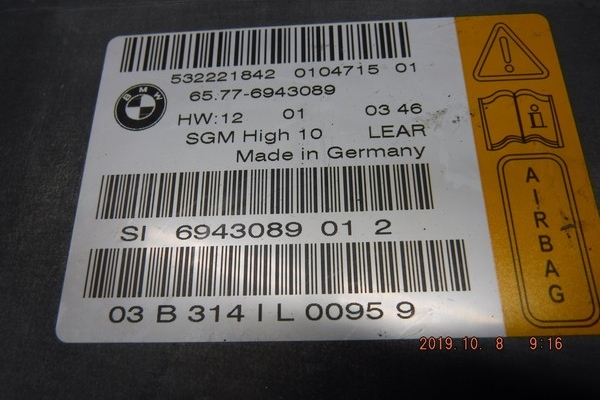 BMW
532221842 0104715 01
65.77-6943089
HW:12 01 03 46
SGM High 10 LEAR
Made in Germany
SI 6943089 01 2
03 B 314 I L 0095 9
i
AIRBAG
2019.10. 8 9:16